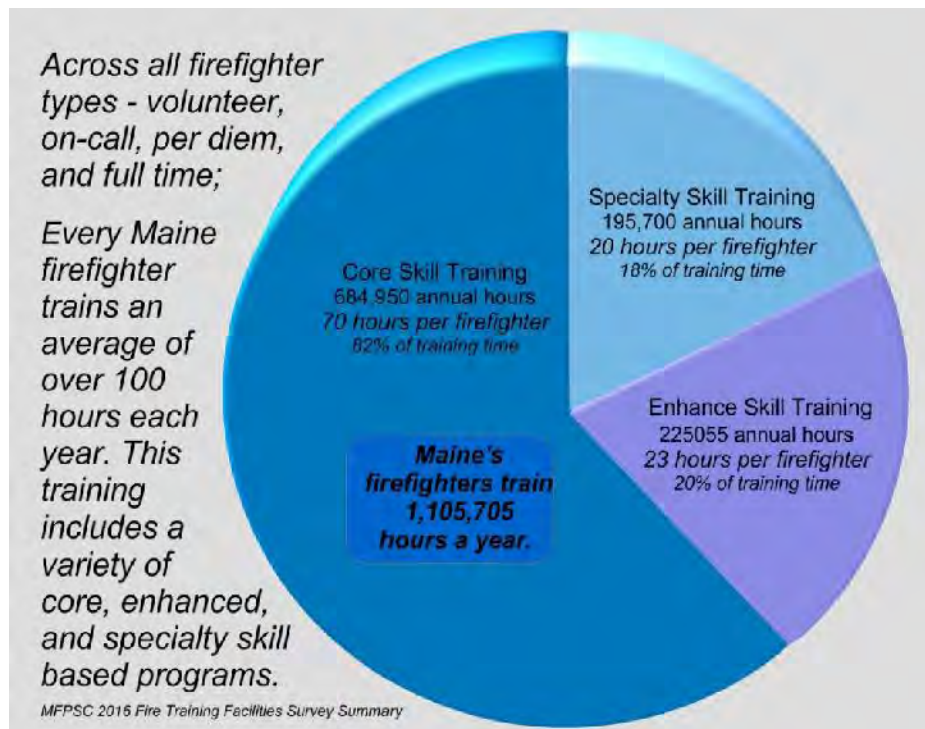 Across all firefighter
types - volunteer,
on-call, per diem,
and full time;
Every Maine
firefighter
trains an
average of
over 100
hours each
year. This
training
includes a
variety of
core, enhanced,
and specialty skill
based programs.
MFPSC 2016 Fire Training Facilities Survey Summary
Core Skill Training
684,950 annual hours
70 hours per firefighter
62% of training time
Maine's
firefighters train
1,105,705
hours a year.
Specialty Skill Training
195,700 annual hours
20 hours per firefighter
18% of training time
Enhance Skill Training
225055 annual hours
23 hours per firefighter
20% of training time